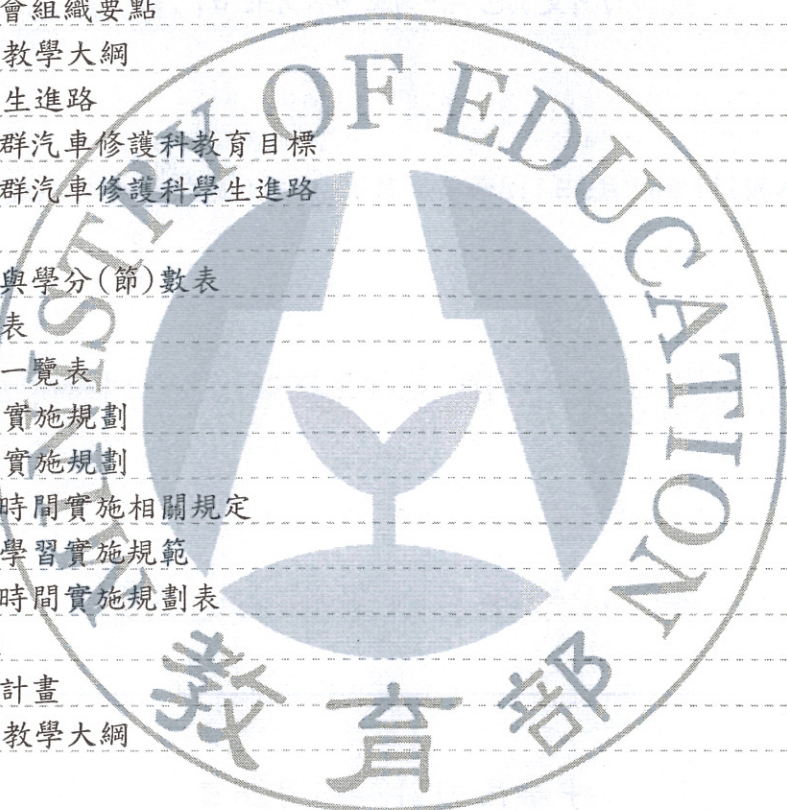 會組織要點
教學大綱
生進路
群汽車修護科教育目標
群汽車修護科學生進路
與學分(節)數表
表
一覽表
實施規劃
實施規劃
時間實施相關規定
學習實施規範
時間實施規劃表
計畫
教學大綱
MINISTRY OF EDUCATION
教育部